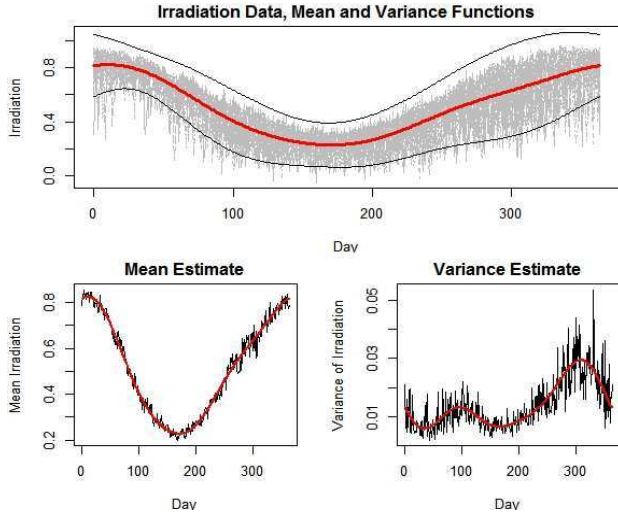 Irradiation Data, Mean and Variance Functions
Irradiation
0.8
0.4
0.0
0
100
200
300
Day
Mean Estimate
Mean Irradiation
0.8
0.6
0.4
0.2
0
100
200
300
Day
Variance Estimate
Variance of Irradiation
0.05
0.03
0.01
0
100
200
300
Day